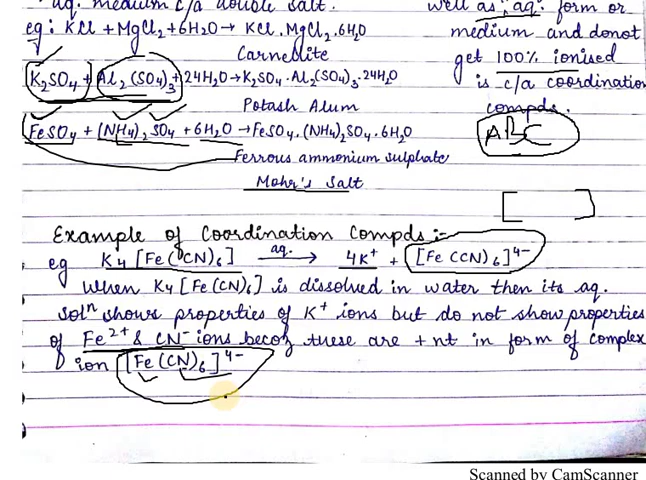 aq. medium c/a double salt.
eg: KCl + MgCl₂ + 6H₂O → KCl.MgCl₂.6H₂O
Carnellite
K₂SO₄ + Al₂(SO₄)₃ + 24H₂O → K₂SO₄.Al₂(SO₄)₃.24H₂O
Potash Alum
FeSO₄ + (NH₄)₂SO₄ + 6H₂O → FeSO₄.(NH₄)₂SO₄.6H₂O
Ferrous ammonium sulphate
Mohr's Salt
well as aq. form or
medium and donot
get 100% ionised
is c/a coordination
compds.
ABC
[ ]
Example of Coordination Compds :-
eg K₄[Fe(CN)₆] aq. → 4K⁺ + [Fe(CN)₆]⁴⁻
When K₄[Fe(CN)₆] is dissolved in water then its aq.
solⁿ shows properties of K⁺ ions but do not show properties
of Fe²⁺ & CN⁻ ions becoz these are +nt in form of complex
ion [Fe(CN)₆]⁴⁻
Scanned by CamScanner